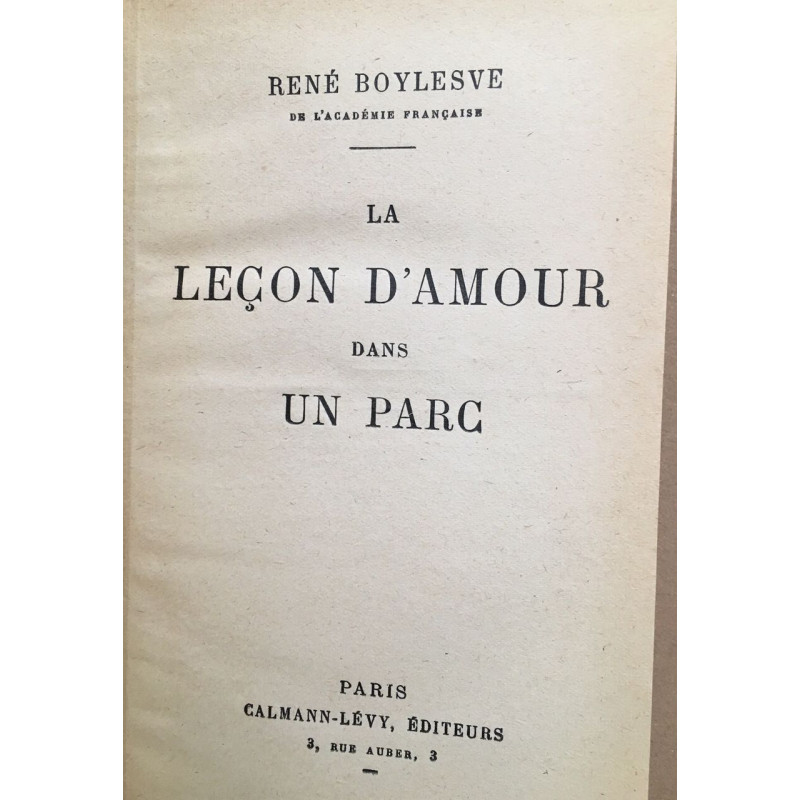 RENÉ BOYLESVE
DE L'ACADÉMIE FRANÇAISE
LA
LEÇON D'AMOUR
DANS
UN PARC
PARIS
CALMANN-LÉVY, ÉDITEURS
3, RUE AUBER, 3